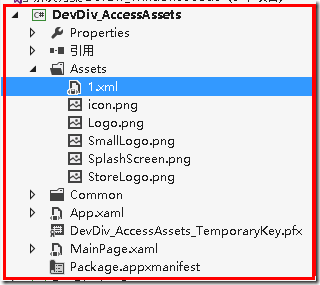 DevDiv_AccessAssets
Properties
引用
Assets
1.xml
icon.png
Logo.png
SmallLogo.png
SplashScreen.png
StoreLogo.png
Common
App.xaml
DevDiv_AccessAssets_TemporaryKey.pfx
MainPage.xaml
Package.appxmanifest